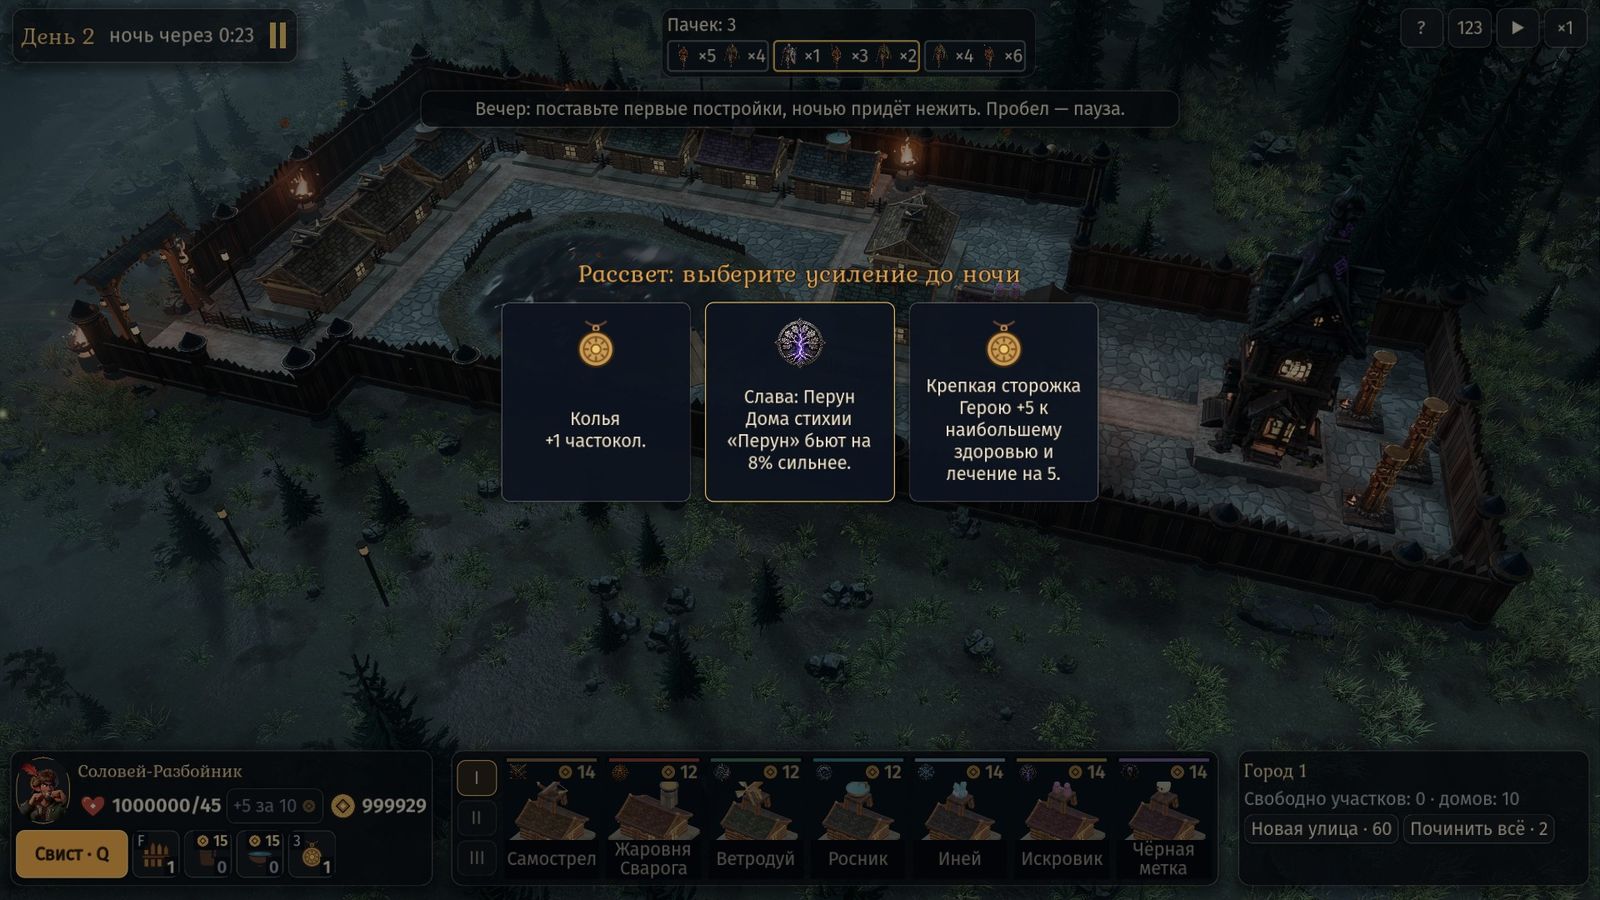 День 2 ночь через 0:23
Пачек: 3
×5 ×4 ×1 ×3 ×2 ×4 ×6
? 123 ×1
Вечер: поставьте первые постройки, ночью придёт нежить. Пробел — пауза.
Рассвет: выберите усиление до ночи
Колья
+1 частокол.
Слава: Перун
Дома стихии
«Перун» бьют на
8% сильнее.
Крепкая сторожка
Герою +5 к
наибольшему
здоровью и
лечение на 5.
Соловей-Разбойник
1000000/45 +5 за 10 999929
Свист · Q
F 1
15 0
15 0
3 1
I
II
III
14
Самострел
12
Жаровня
Сварога
12
Ветродуй
12
Росник
14
Иней
14
Искровик
14
Чёрная
метка
Город 1
Свободно участков: 0 · домов: 10
Новая улица · 60 Починить всё · 2